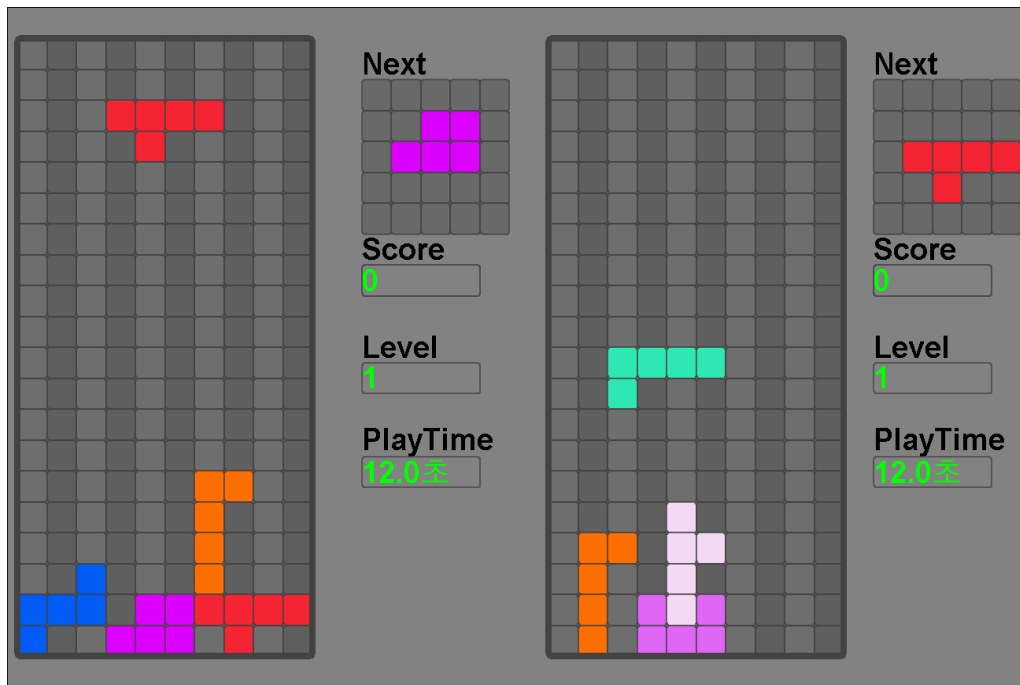 Next
Score
0
Level
1
PlayTime
12.0초
Next
Score
0
Level
1
PlayTime
12.0초